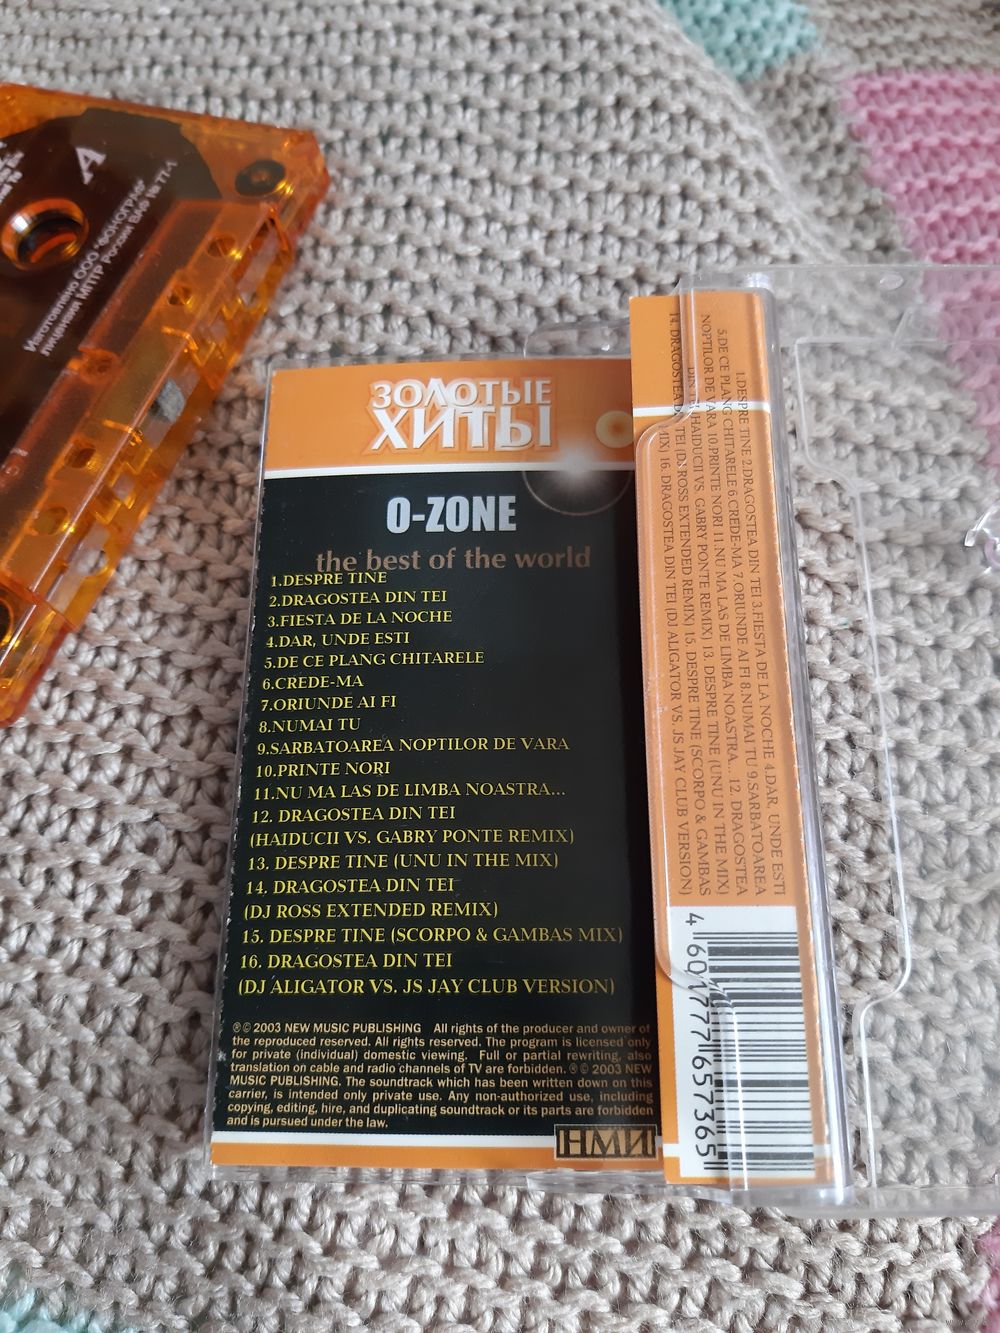 A
Изготовлено ООО "ФОНОГРАФ"
лицензия МПТР России ВАФ № 77-1
ЗОЛОТЫЕ
ХИТЫ
O-ZONE
the best of the world
1.DESPRE TINE
2.DRAGOSTEA DIN TEI
3.FIESTA DE LA NOCHE
4.DAR, UNDE ESTI
5.DE CE PLANG CHITARELE
6.CREDE-MA
7.ORIUNDE AI FI
8.NUMAI TU
9.SARBATOAREA NOPTILOR DE VARA
10.PRINTE NORI
11.NU MA LAS DE LIMBA NOASTRA...
12. DRAGOSTEA DIN TEI
(HAIDUCII VS. GABRY PONTE REMIX)
13. DESPRE TINE (UNU IN THE MIX)
14. DRAGOSTEA DIN TEI
(DJ ROSS EXTENDED REMIX)
15. DESPRE TINE (SCORPO & GAMBAS MIX)
16. DRAGOSTEA DIN TEI
(DJ ALIGATOR VS. JS JAY CLUB VERSION)
℗ © 2003 NEW MUSIC PUBLISHING All rights of the producer and owner of
the reproduced reserved. All rights reserved. The program is licensed only
for private (individual) domestic viewing. Full or partial rewriting, also
translation on cable and radio channels of TV are forbidden. ℗ © 2003 NEW
MUSIC PUBLISHING. The soundtrack which has been written down on this
carrier, is intended only private use. Any non-authorized use, including
copying, editing, hire, and duplicating soundtrack or its parts are forbidden
and is pursued under the law.
НМИ
1.DESPRE TINE 2.DRAGOSTEA DIN TEI 3.FIESTA DE LA NOCHE 4.DAR, UNDE ESTI
5.DE CE PLANG CHITARELE 6.CREDE-MA 7.ORIUNDE AI FI 8.NUMAI TU 9.SARBATOAREA
NOPTILOR DE VARA 10.PRINTE NORI 11.NU MA LAS DE LIMBA NOASTRA... 12. DRAGOSTEA
DIN TEI (HAIDUCII VS. GABRY PONTE REMIX) 13. DESPRE TINE (UNU IN THE MIX)
14. DRAGOSTEA DIN TEI (DJ ROSS EXTENDED REMIX) 15. DESPRE TINE (SCORPO & GAMBAS
MIX) 16. DRAGOSTEA DIN TEI (DJ ALIGATOR VS. JS JAY CLUB VERSION)
4 601777 657365